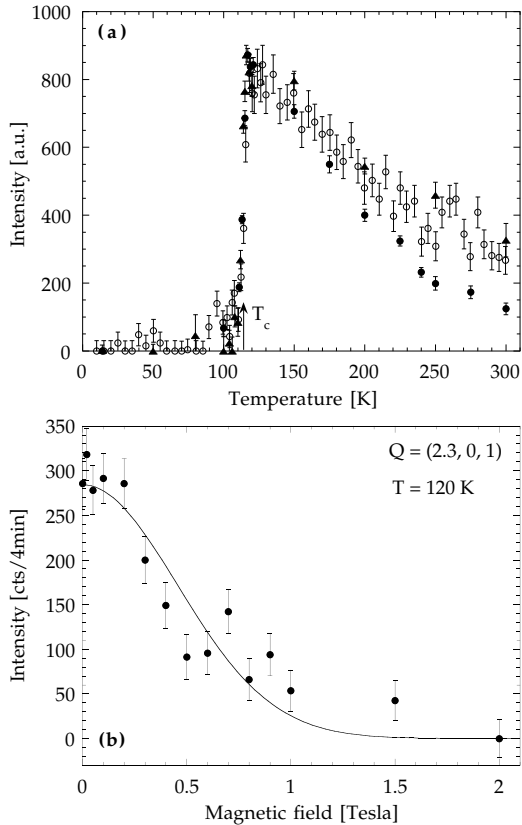 (a)
1000
800
600
400
200
0
Intensity [a.u.]
T_c
0 50 100 150 200 250 300
Temperature [K]
350
300
250
200
150
100
50
0
Intensity [cts/4min]
Q = (2.3, 0, 1)
T = 120 K
(b)
0 0.5 1 1.5 2
Magnetic field [Tesla]